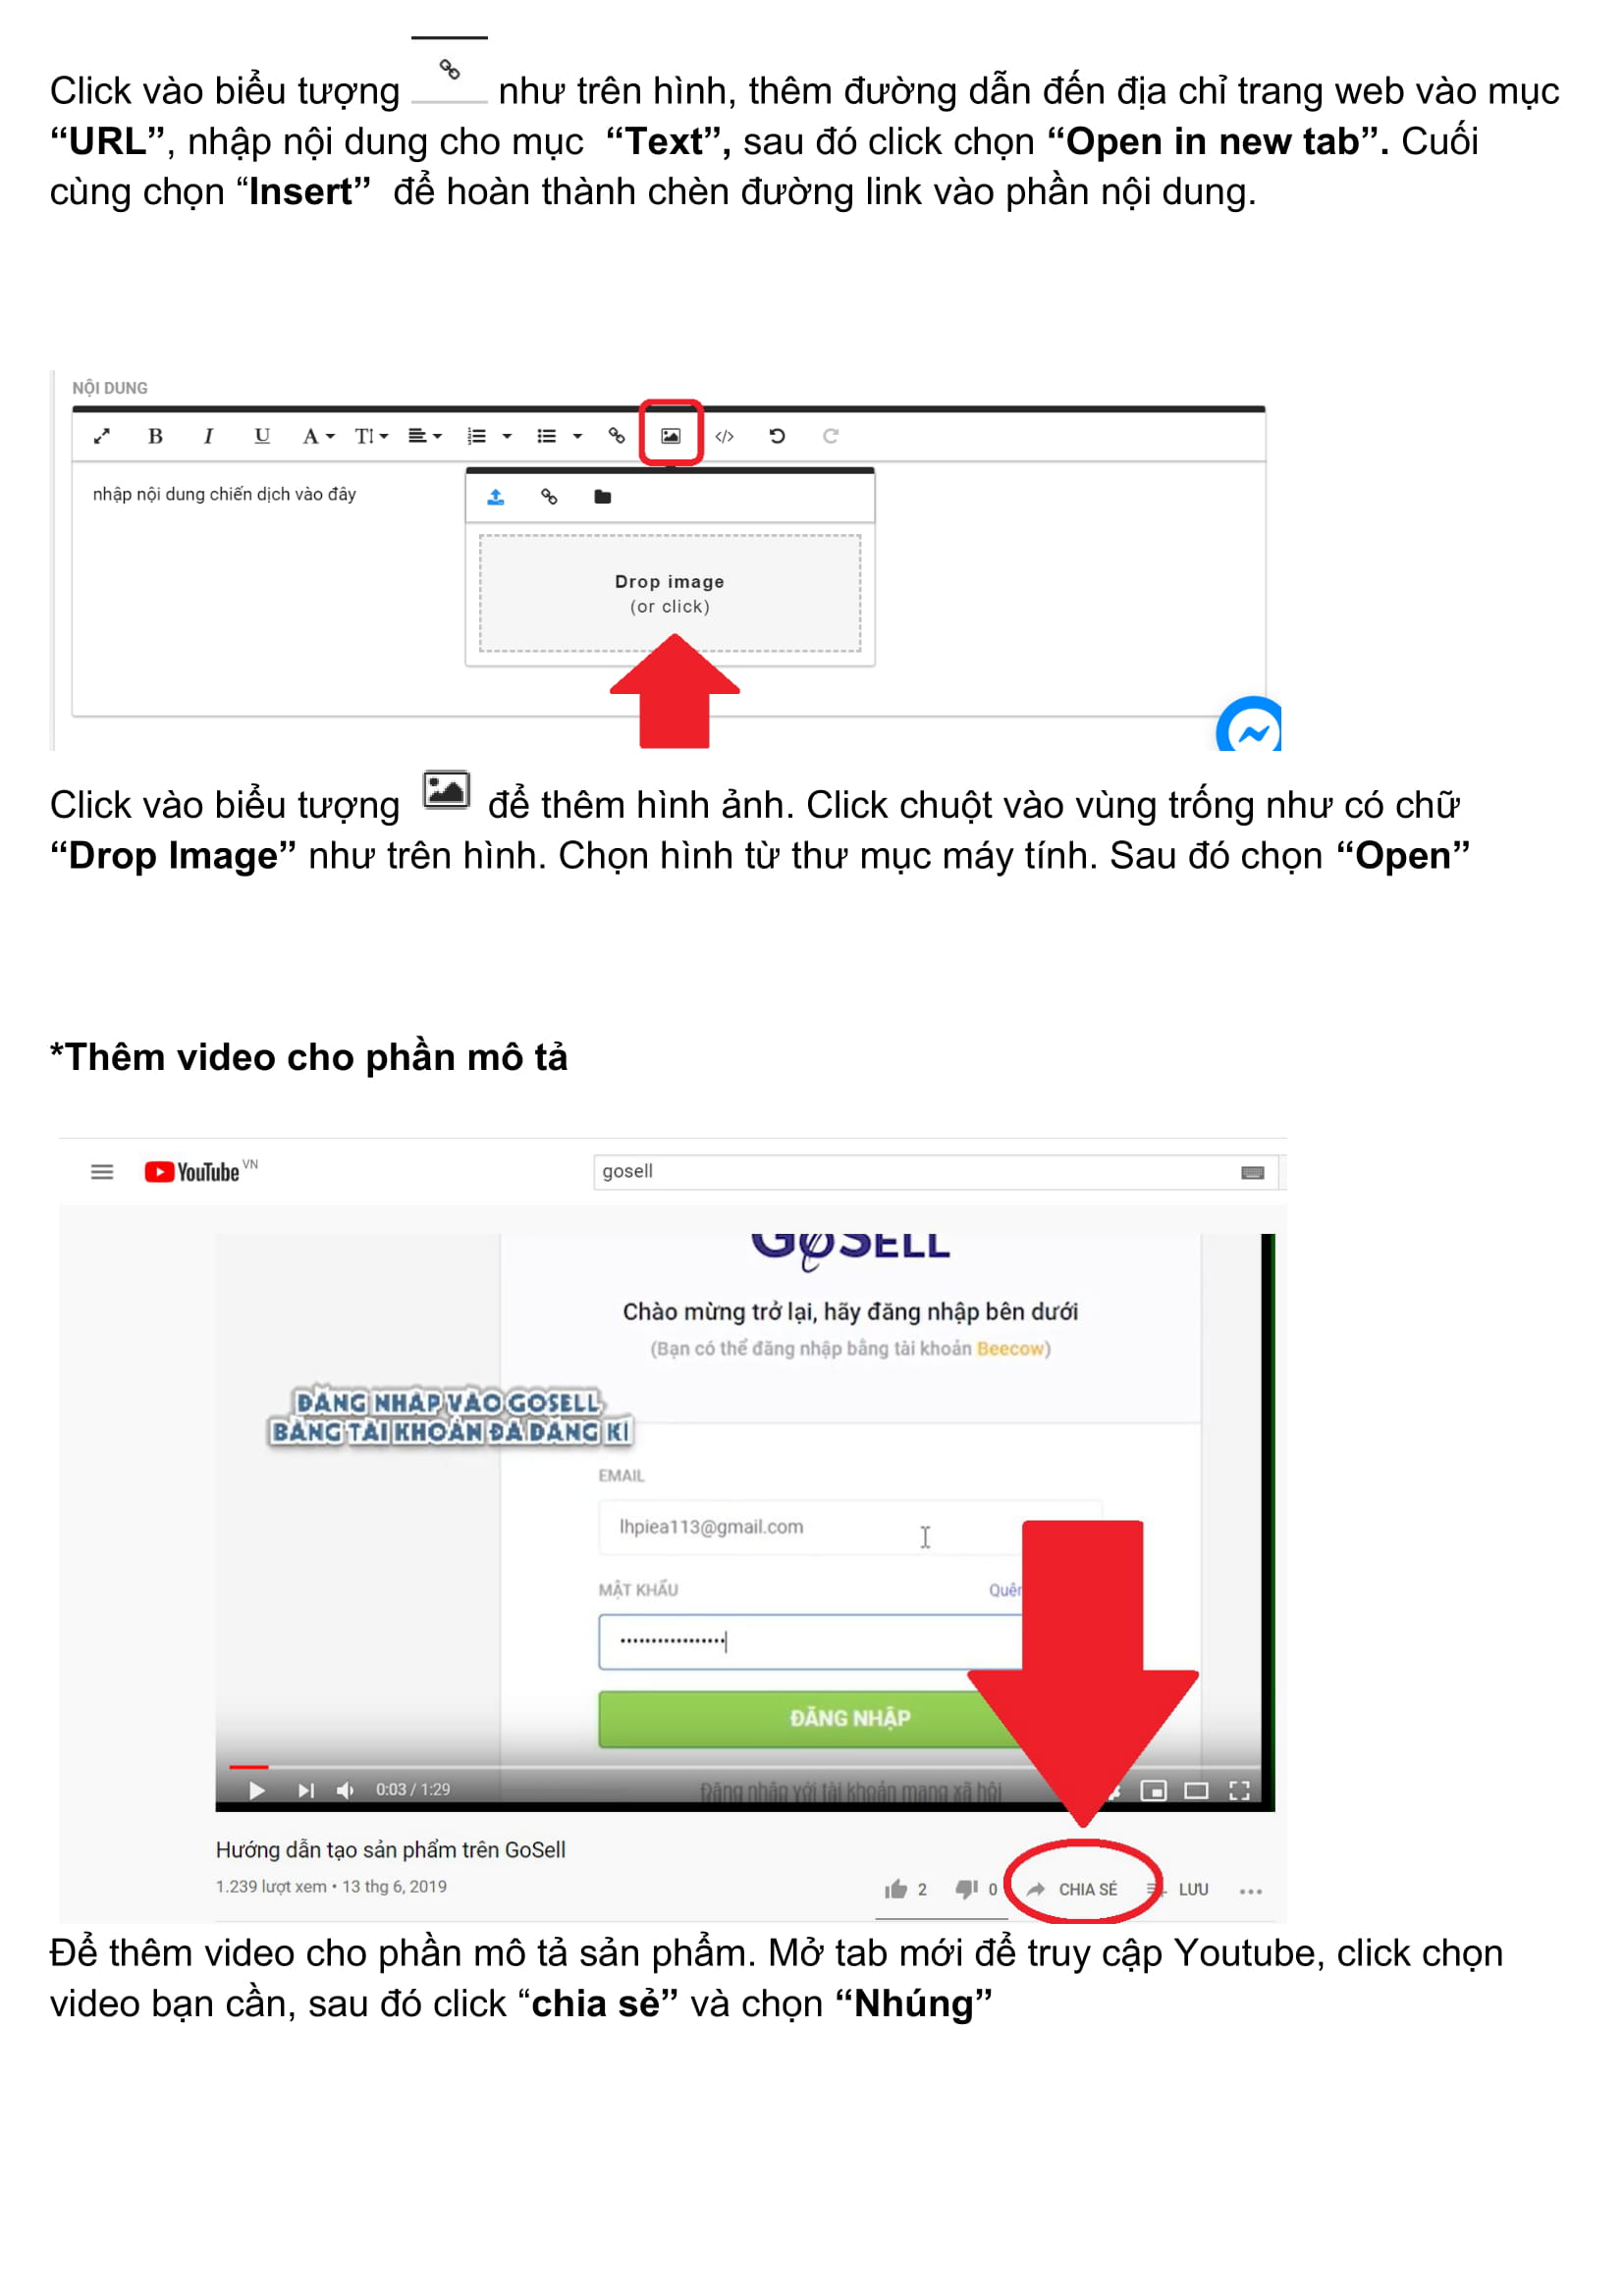 Click vào biểu tượng như trên hình, thêm đường dẫn đến địa chỉ trang web vào mục
“URL”, nhập nội dung cho mục “Text”, sau đó click chọn “Open in new tab”. Cuối
cùng chọn “Insert” để hoàn thành chèn đường link vào phần nội dung.
NỘI DUNG
B I U A T
nhập nội dung chiến dịch vào đây
Drop image
(or click)
Click vào biểu tượng để thêm hình ảnh. Click chuột vào vùng trống như có chữ
“Drop Image” như trên hình. Chọn hình từ thư mục máy tính. Sau đó chọn “Open”
*Thêm video cho phần mô tả
YouTube VN
gosell
GOSELL
Chào mừng trở lại, hãy đăng nhập bên dưới
(Bạn có thể đăng nhập bằng tài khoản Beecow)
ĐĂNG NHẬP VÀO GOSELL
BẰNG TÀI KHOẢN ĐÃ ĐĂNG KÍ
EMAIL
lhpiea113@gmail.com
MẬT KHẨU
Quên
ĐĂNG NHẬP
0:03 / 1:29
Đăng nhập với tài khoản mạng xã hội
Hướng dẫn tạo sản phẩm trên GoSell
1.239 lượt xem • 13 thg 6, 2019
2 0 CHIA SẺ LƯU
Để thêm video cho phần mô tả sản phẩm. Mở tab mới để truy cập Youtube, click chọn
video bạn cần, sau đó click “chia sẻ” và chọn “Nhúng”